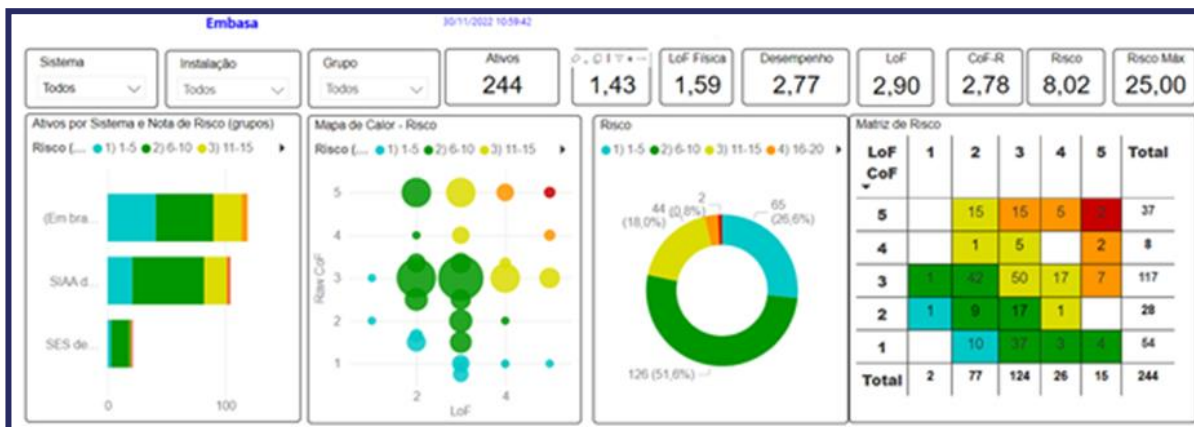 Embasa
30/11/2022 10:59:42
Sistema
Todos
Instalação
Todos
Grupo
Todos
Ativos
244
1,43
LoF Física
1,59
Desempenho
2,77
LoF
2,90
CoF-R
2,78
Risco
8,02
Risco Máx
25,00
Ativos por Sistema e Nota de Risco (grupos)
Risco (.... 1) 1-5 2) 6-10 3) 11-15
(Em bra...
SIAA d...
SES de...
0 100
Mapa de Calor - Risco
Risco (.... 1) 1-5 2) 6-10 3) 11-15
Raw CoF
5
4
3
2
1
2 4
LoF
Risco
1) 1-5 2) 6-10 3) 11-15 4) 16-20
2
(0,8%)
44
(18,0%)
65
(26,6%)
126 (51,6%)
Matriz de Risco
LoF 1 2 3 4 5 Total
CoF
5 15 15 5 2 37
4 1 5 2 8
3 1 42 50 17 7 117
2 1 9 17 1 28
1 10 37 3 4 54
Total 2 77 124 26 15 244